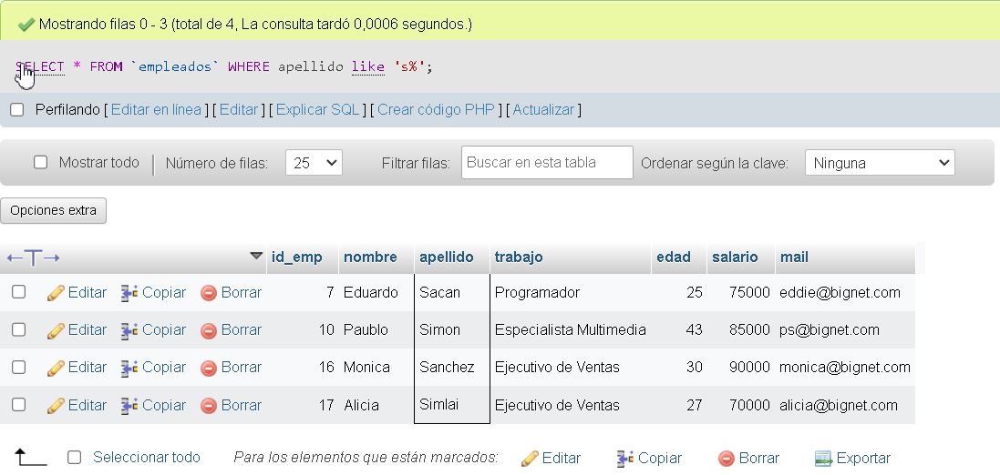 Mostrando filas 0 - 3 (total de 4, La consulta tardó 0,0006 segundos.)
SELECT * FROM `empleados` WHERE apellido like 's%';
Perfilando [ Editar en línea ] [ Editar ] [ Explicar SQL ] [ Crear código PHP ] [ Actualizar ]
Mostrar todo | Número de filas: 25 Filtrar filas: Buscar en esta tabla Ordenar según la clave: Ninguna
Opciones extra
id_emp nombre apellido trabajo edad salario mail
Editar Copiar Borrar 7 Eduardo Sacan Programador 25 75000 eddie@bignet.com
Editar Copiar Borrar 10 Paublo Simon Especialista Multimedia 43 85000 ps@bignet.com
Editar Copiar Borrar 16 Monica Sanchez Ejecutivo de Ventas 30 90000 monica@bignet.com
Editar Copiar Borrar 17 Alicia Simlai Ejecutivo de Ventas 27 70000 alicia@bignet.com
Seleccionar todo Para los elementos que están marcados: Editar Copiar Borrar Exportar